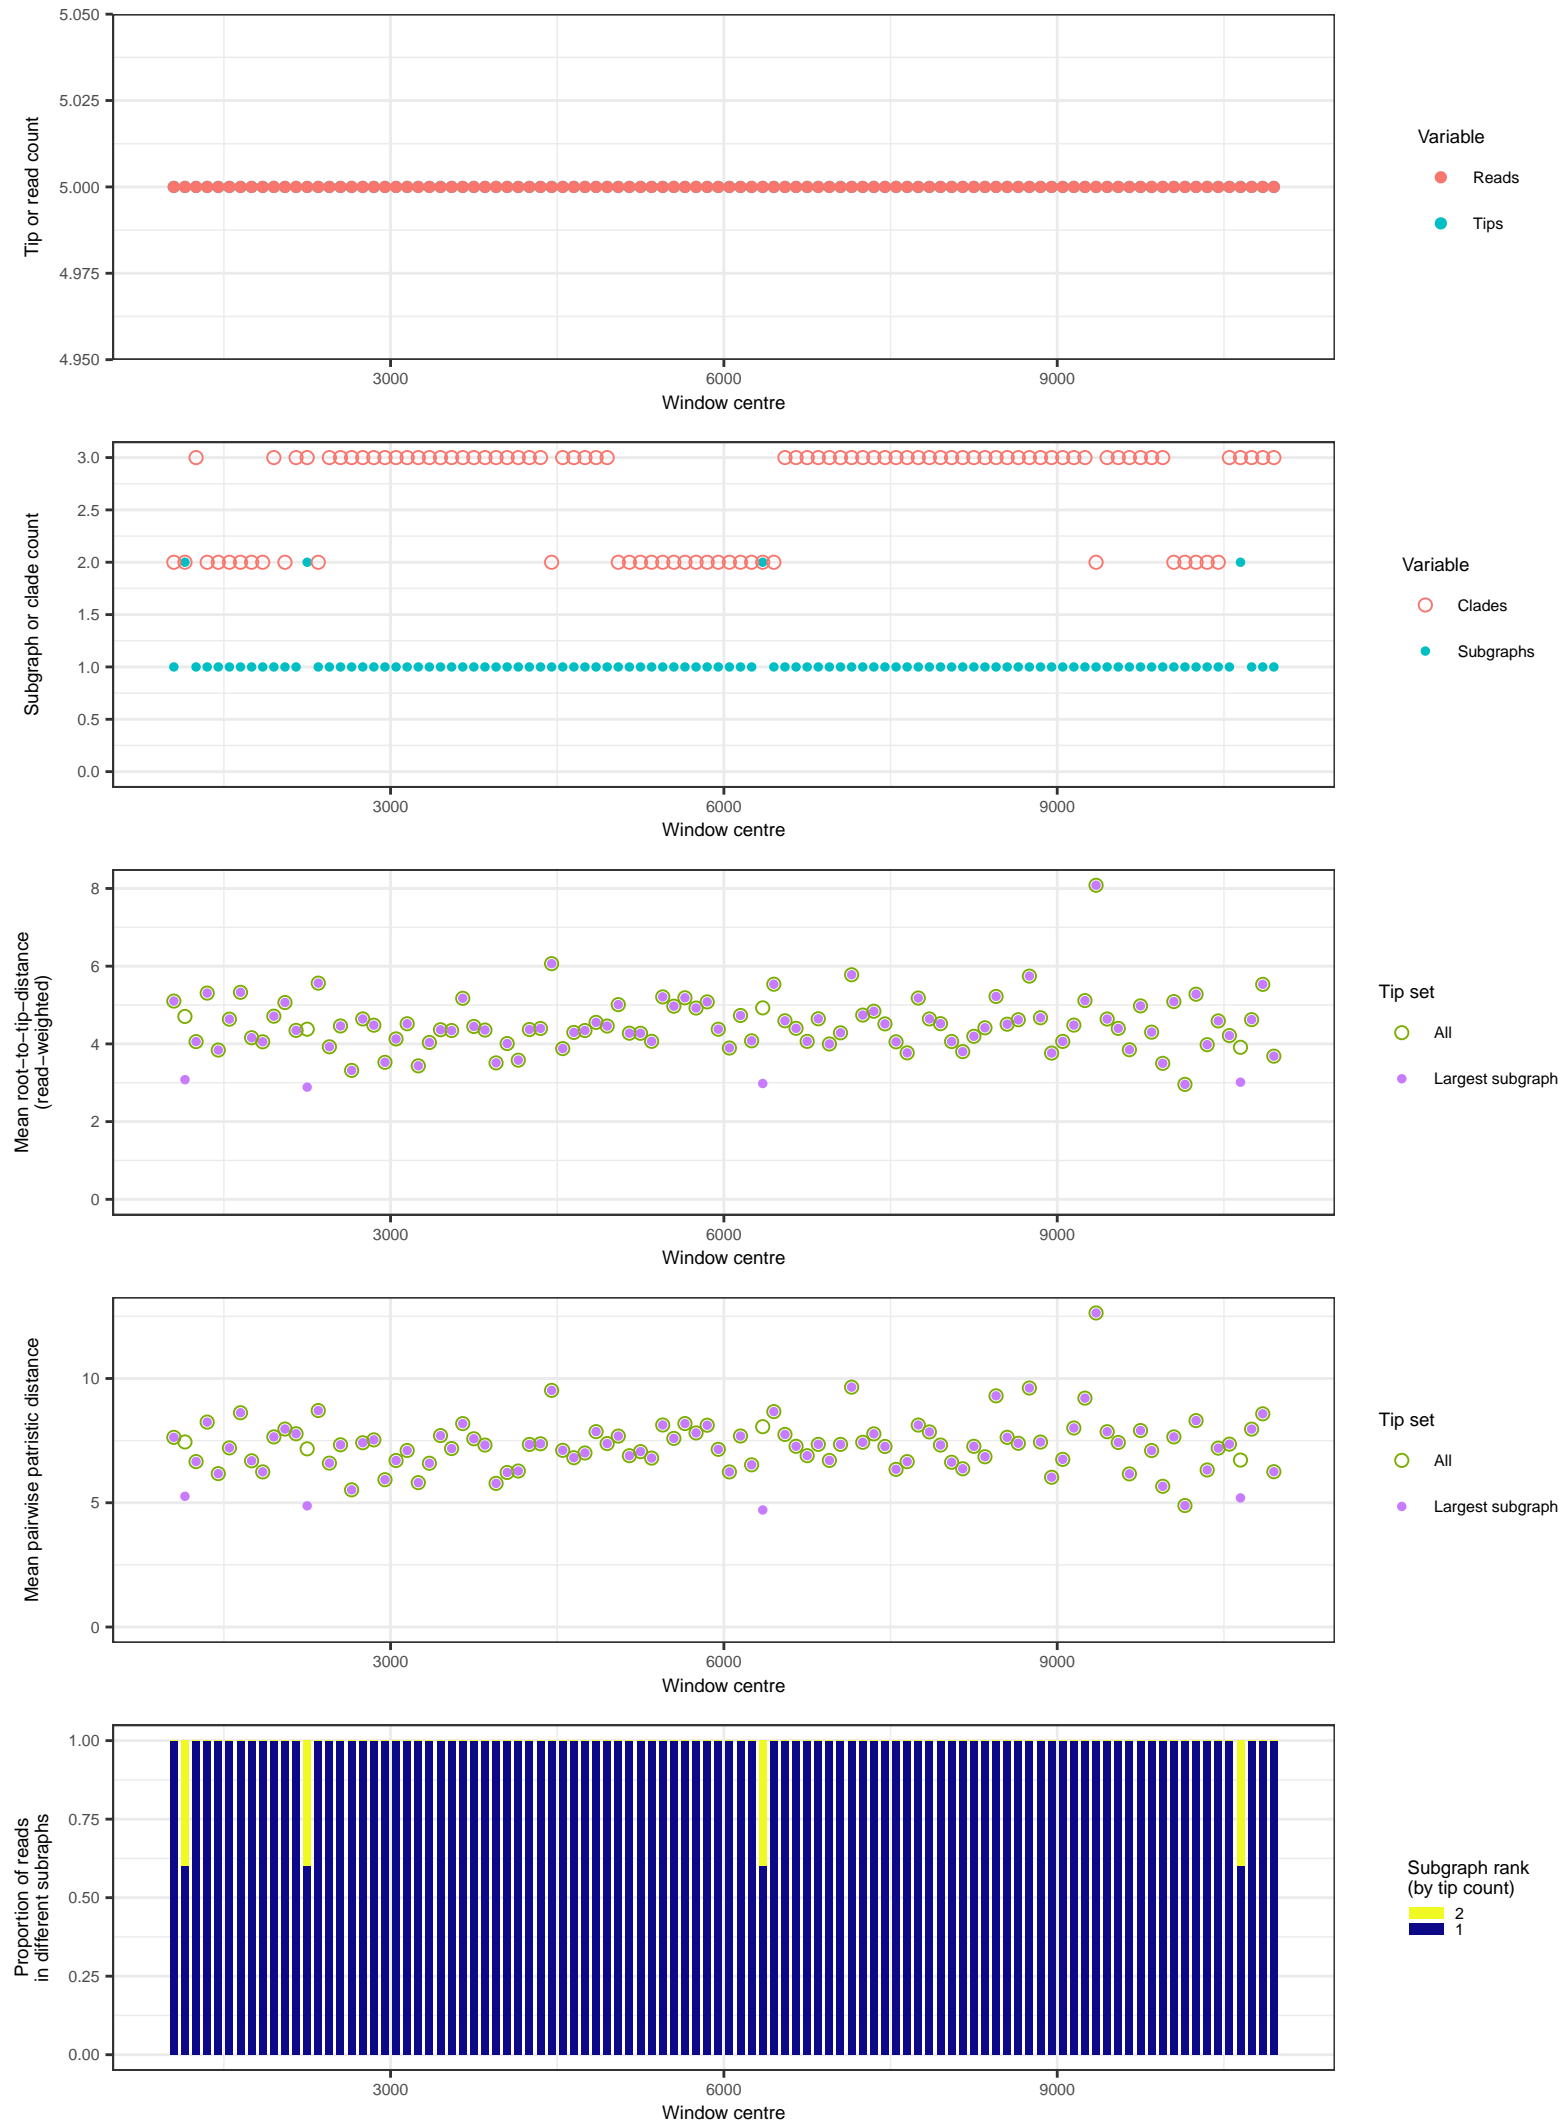 5.050
5.025
5.000
4.975
4.950
Tip or read count
3000
6000
9000
Window centre
Variable
Reads
Tips
3.0
2.5
2.0
1.5
1.0
0.5
0.0
Subgraph or clade count
3000
6000
9000
Window centre
Variable
Clades
Subgraphs
8
6
4
2
0
Mean root−to−tip−distance
(read−weighted)
3000
6000
9000
Window centre
Tip set
All
Largest subgraph
10
5
0
Mean pairwise patristic distance
3000
6000
9000
Window centre
Tip set
All
Largest subgraph
1.00
0.75
0.50
0.25
0.00
Proportion of reads
in different subraphs
3000
6000
9000
Window centre
Subgraph rank
(by tip count)
2
1